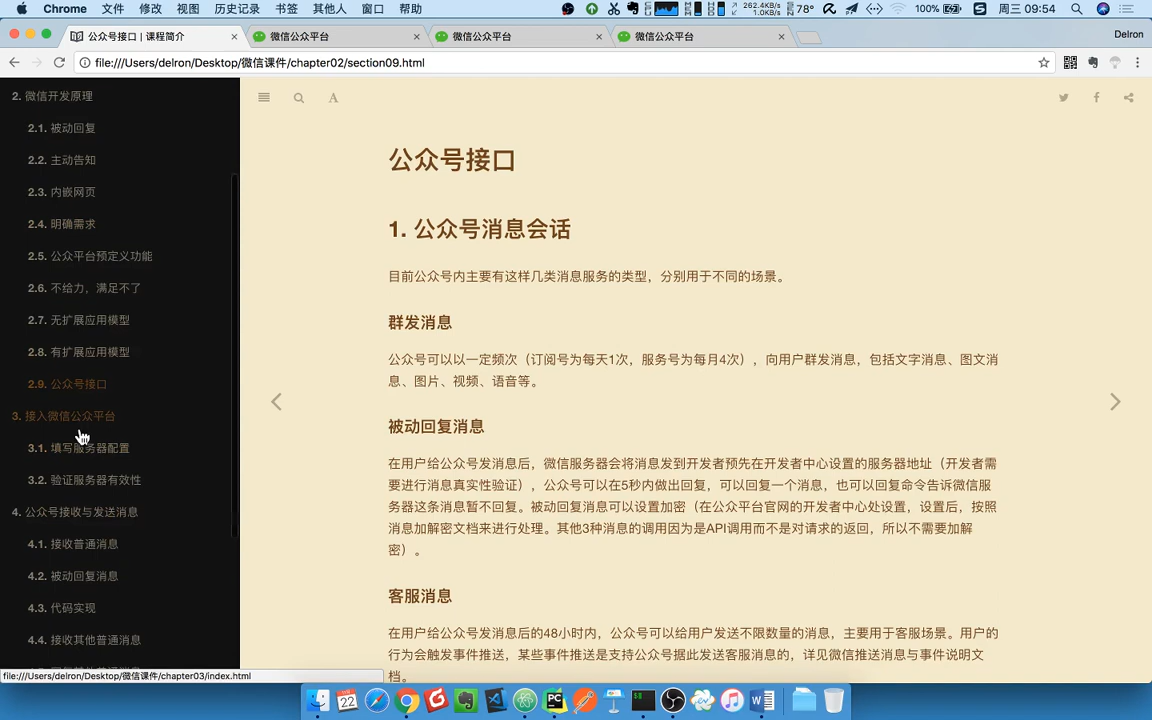 Chrome 文件 修改 视图 历史记录 书签 其他人 窗口 帮助 262.4KB/s 1.0KB/s 78° 100% 周三 09:54
公众号接口 | 课程简介 微信公众平台 微信公众平台 微信公众平台 Delron
file:///Users/delron/Desktop/微信课件/chapter02/section09.html
2. 微信开发原理
2.1. 被动回复
2.2. 主动告知
2.3. 内嵌网页
2.4. 明确需求
2.5. 公众平台预定义功能
2.6. 不给力，满足不了
2.7. 无扩展应用模型
2.8. 有扩展应用模型
2.9. 公众号接口
3. 接入微信公众平台
3.1. 填写服务器配置
3.2. 验证服务器有效性
4. 公众号接收与发送消息
4.1. 接收普通消息
4.2. 被动回复消息
4.3. 代码实现
4.4. 接收其他普通消息
file:///Users/delron/Desktop/微信课件/chapter03/index.html
A
公众号接口
1. 公众号消息会话
目前公众号内主要有这样几类消息服务的类型，分别用于不同的场景。
群发消息
公众号可以以一定频次（订阅号为每天1次，服务号为每月4次），向用户群发消息，包括文字消息、图文消
息、图片、视频、语音等。
被动回复消息
在用户给公众号发消息后，微信服务器会将消息发到开发者预先在开发者中心设置的服务器地址（开发者需
要进行消息真实性验证），公众号可以在5秒内做出回复，可以回复一个消息，也可以回复命令告诉微信服
务器这条消息暂不回复。被动回复消息可以设置加密（在公众平台官网的开发者中心处设置，设置后，按照
消息加解密文档来进行处理。其他3种消息的调用因为是API调用而不是对请求的返回，所以不需要加解
密）。
客服消息
在用户给公众号发消息后的48小时内，公众号可以给用户发送不限数量的消息，主要用于客服场景。用户的
行为会触发事件推送，某些事件推送是支持公众号据此发送客服消息的，详见微信推送消息与事件说明文
档。